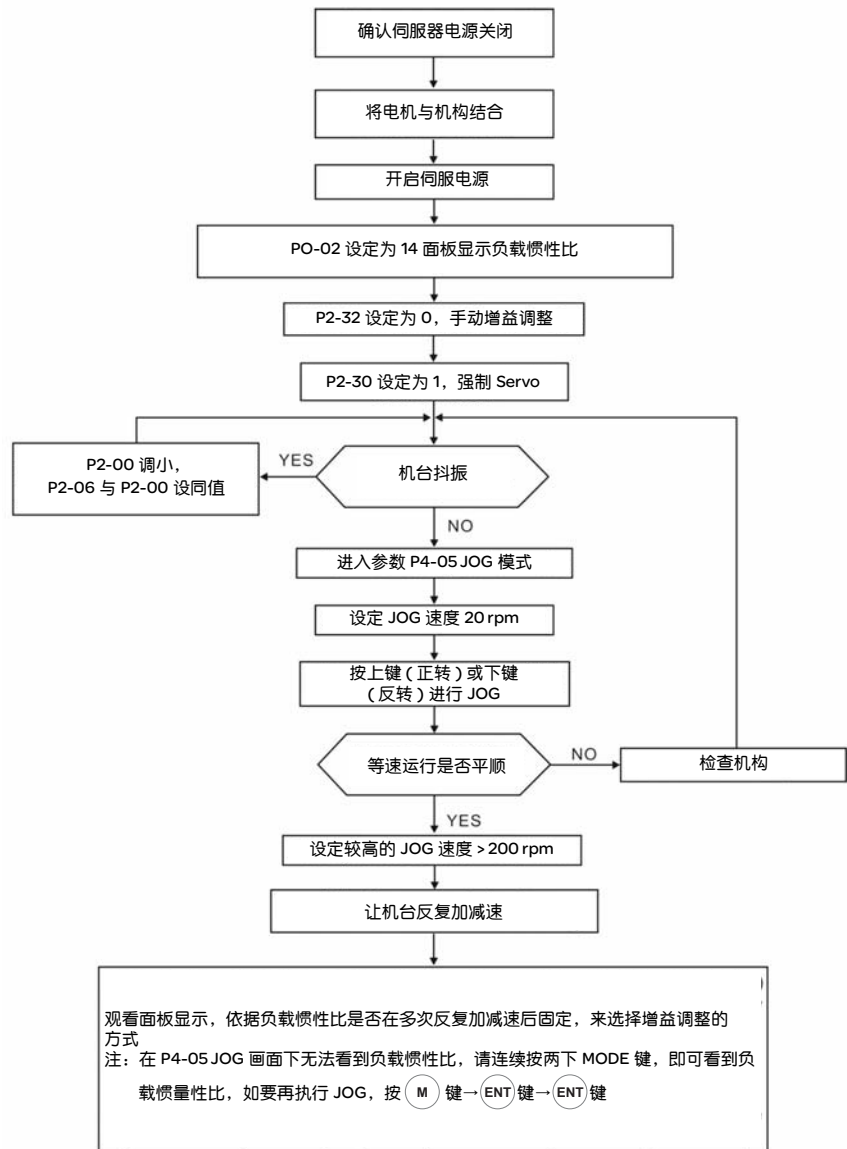 确认伺服器电源关闭
将电机与机构结合
开启伺服电源
PO-02 设定为 14 面板显示负载惯性比
P2-32 设定为 0，手动增益调整
P2-30 设定为 1，强制 Servo
P2-00 调小，
P2-06 与 P2-00 设同值
YES
机台抖振
NO
进入参数 P4-05 JOG 模式
设定 JOG 速度 20 rpm
按上键 ( 正转 ) 或下键
( 反转 ) 进行 JOG
等速运行是否平顺
NO
检查机构
YES
设定较高的 JOG 速度 > 200 rpm
让机台反复加减速
观看面板显示，依据负载惯性比是否在多次反复加减速后固定，来选择增益调整的
方式
注：在 P4-05 JOG 画面下无法看到负载惯性比，请连续按两下 MODE 键，即可看到负
载惯量性比，如要再执行 JOG，按 M 键→ENT 键→ENT 键